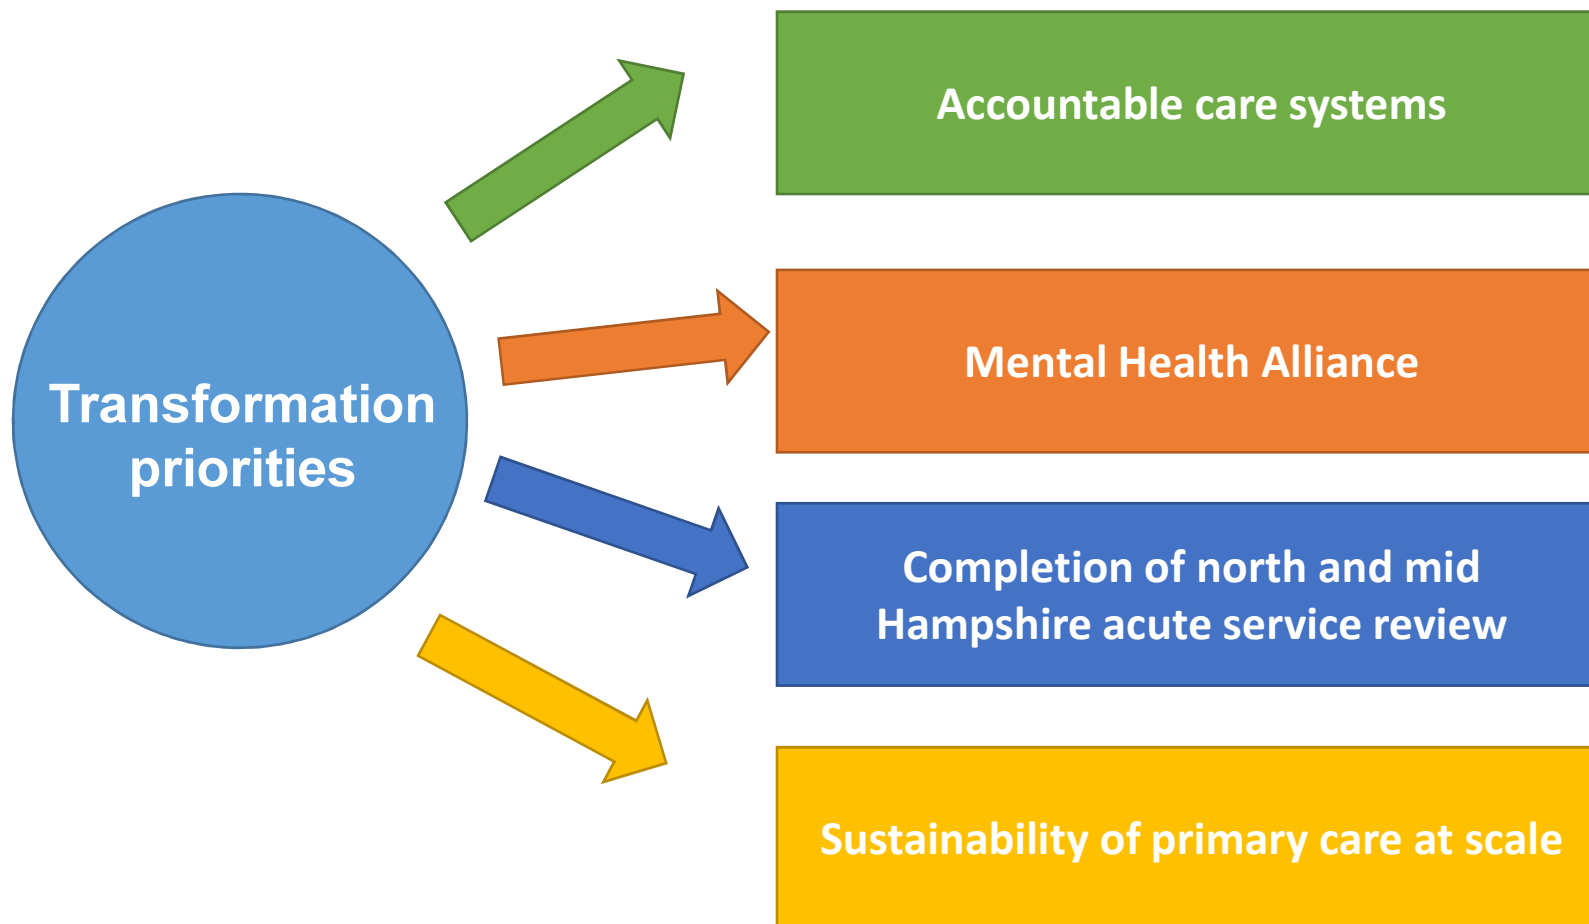 Accountable care systems
Mental Health Alliance
Transformation
priorities
Completion of north and mid
Hampshire acute service review
Sustainability of primary care at scale